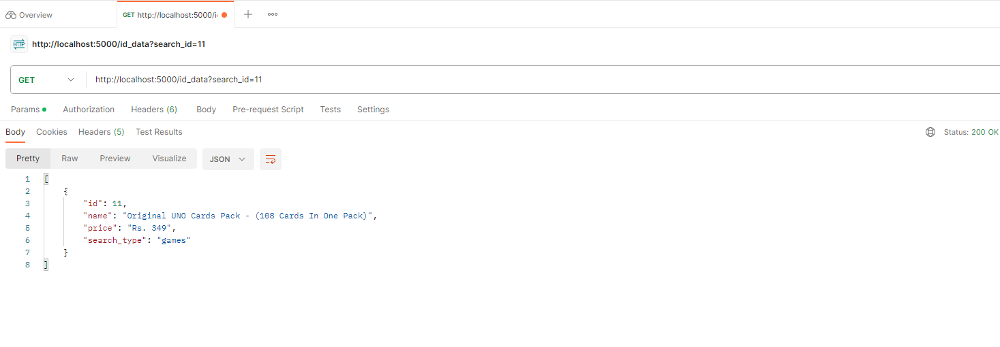 Overview
GET http://localhost:5000/i
HTTP http://localhost:5000/id_data?search_id=11
GET http://localhost:5000/id_data?search_id=11
Params Authorization Headers (6) Body Pre-request Script Tests Settings
Body Cookies Headers (5) Test Results Status: 200 OK
Pretty Raw Preview Visualize JSON
1 [
2 {
3 "id": 11,
4 "name": "Original UNO Cards Pack - (108 Cards In One Pack)",
5 "price": "Rs. 349",
6 "search_type": "games"
7 }
8 ]